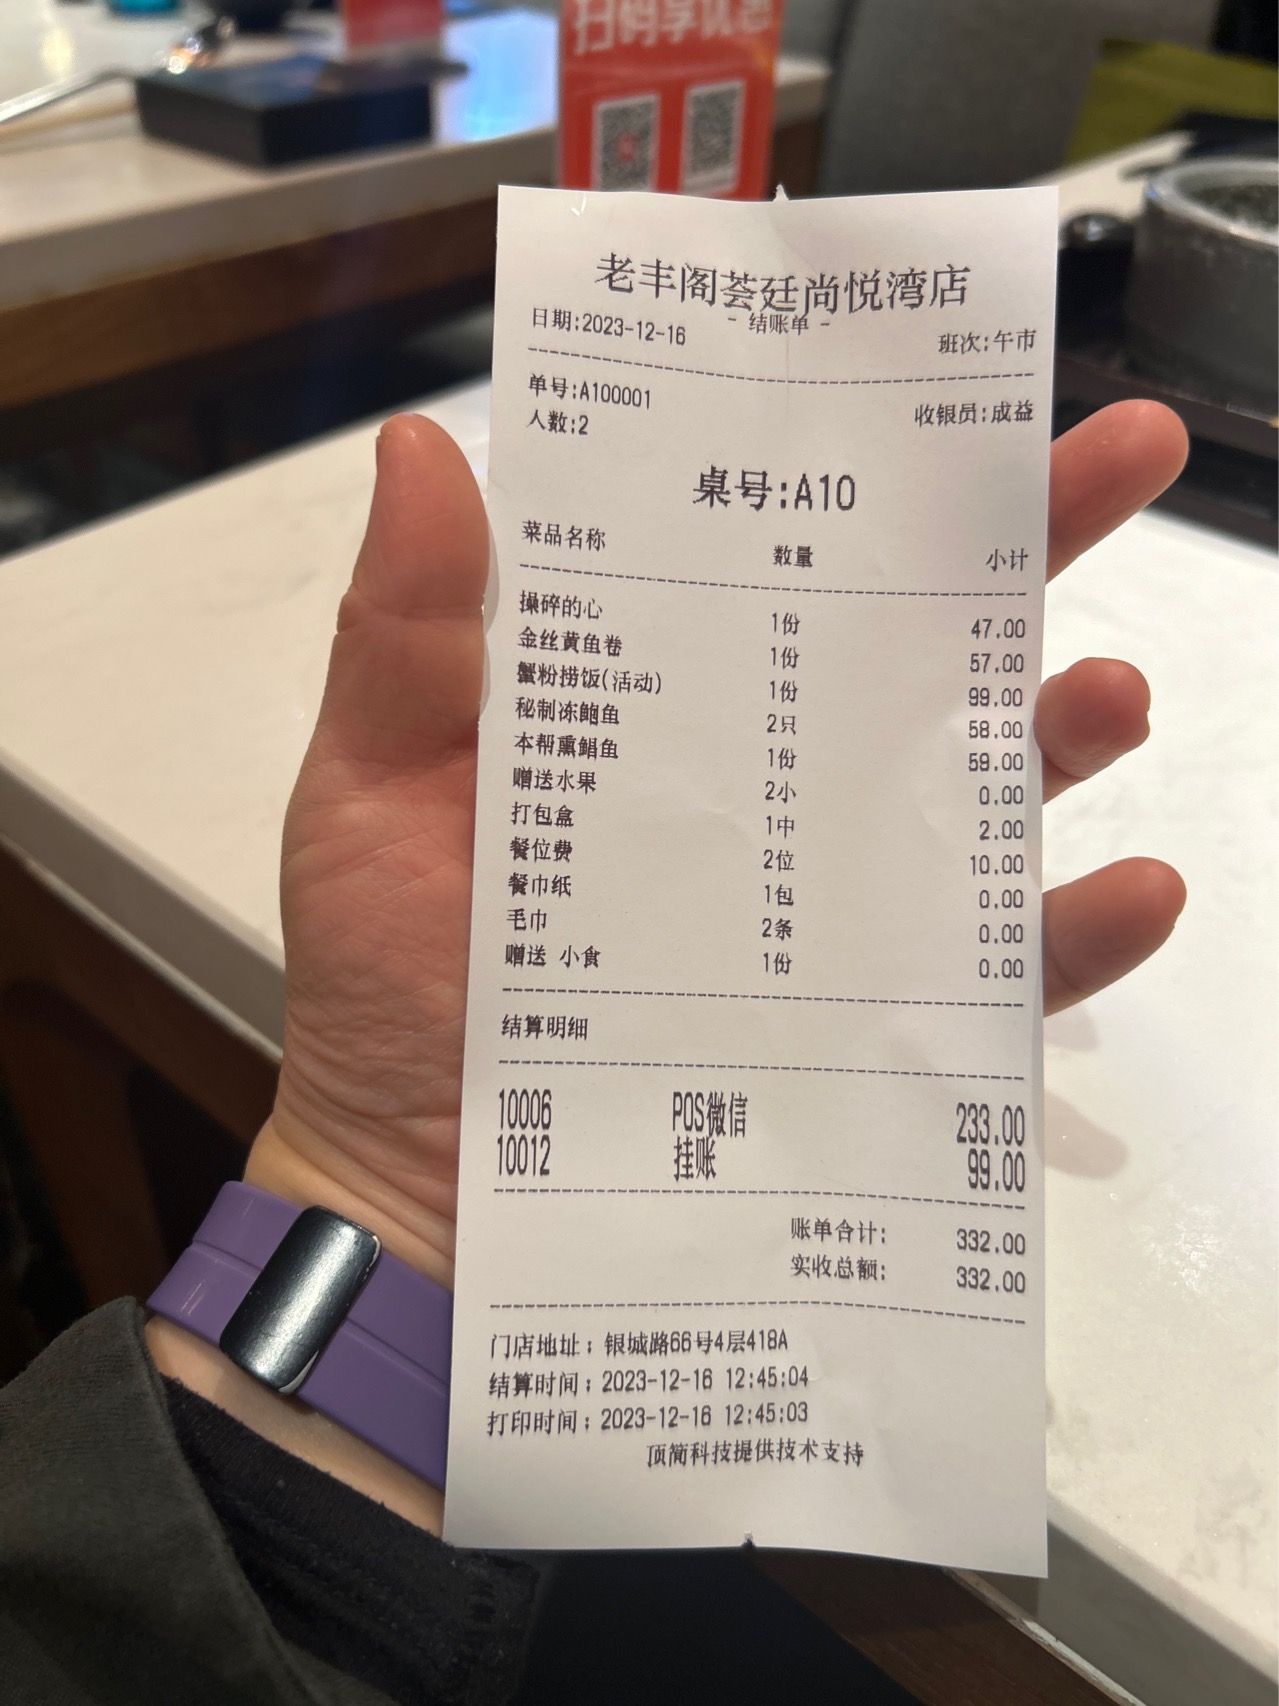 扫码享优惠
老丰阁荟廷尚悦湾店
- 结账单 -
日期:2023-12-16 班次:午市
单号:A100001
人数:2 收银员:成益
桌号:A10
菜品名称 数量 小计
操碎的心 1份 47.00
金丝黄鱼卷 1份 57.00
蟹粉捞饭(活动) 1份 99.00
秘制冻鲍鱼 2只 58.00
本帮熏鲳鱼 1份 59.00
赠送水果 2小 0.00
打包盒 1中 2.00
餐位费 2位 10.00
餐巾纸 1包 0.00
毛巾 2条 0.00
赠送 小食 1份 0.00
结算明细
10006 POS微信 233.00
10012 挂账 99.00
账单合计: 332.00
实收总额: 332.00
门店地址: 银城路66号4层418A
结算时间: 2023-12-16 12:45:04
打印时间: 2023-12-16 12:45:03
顶简科技提供技术支持